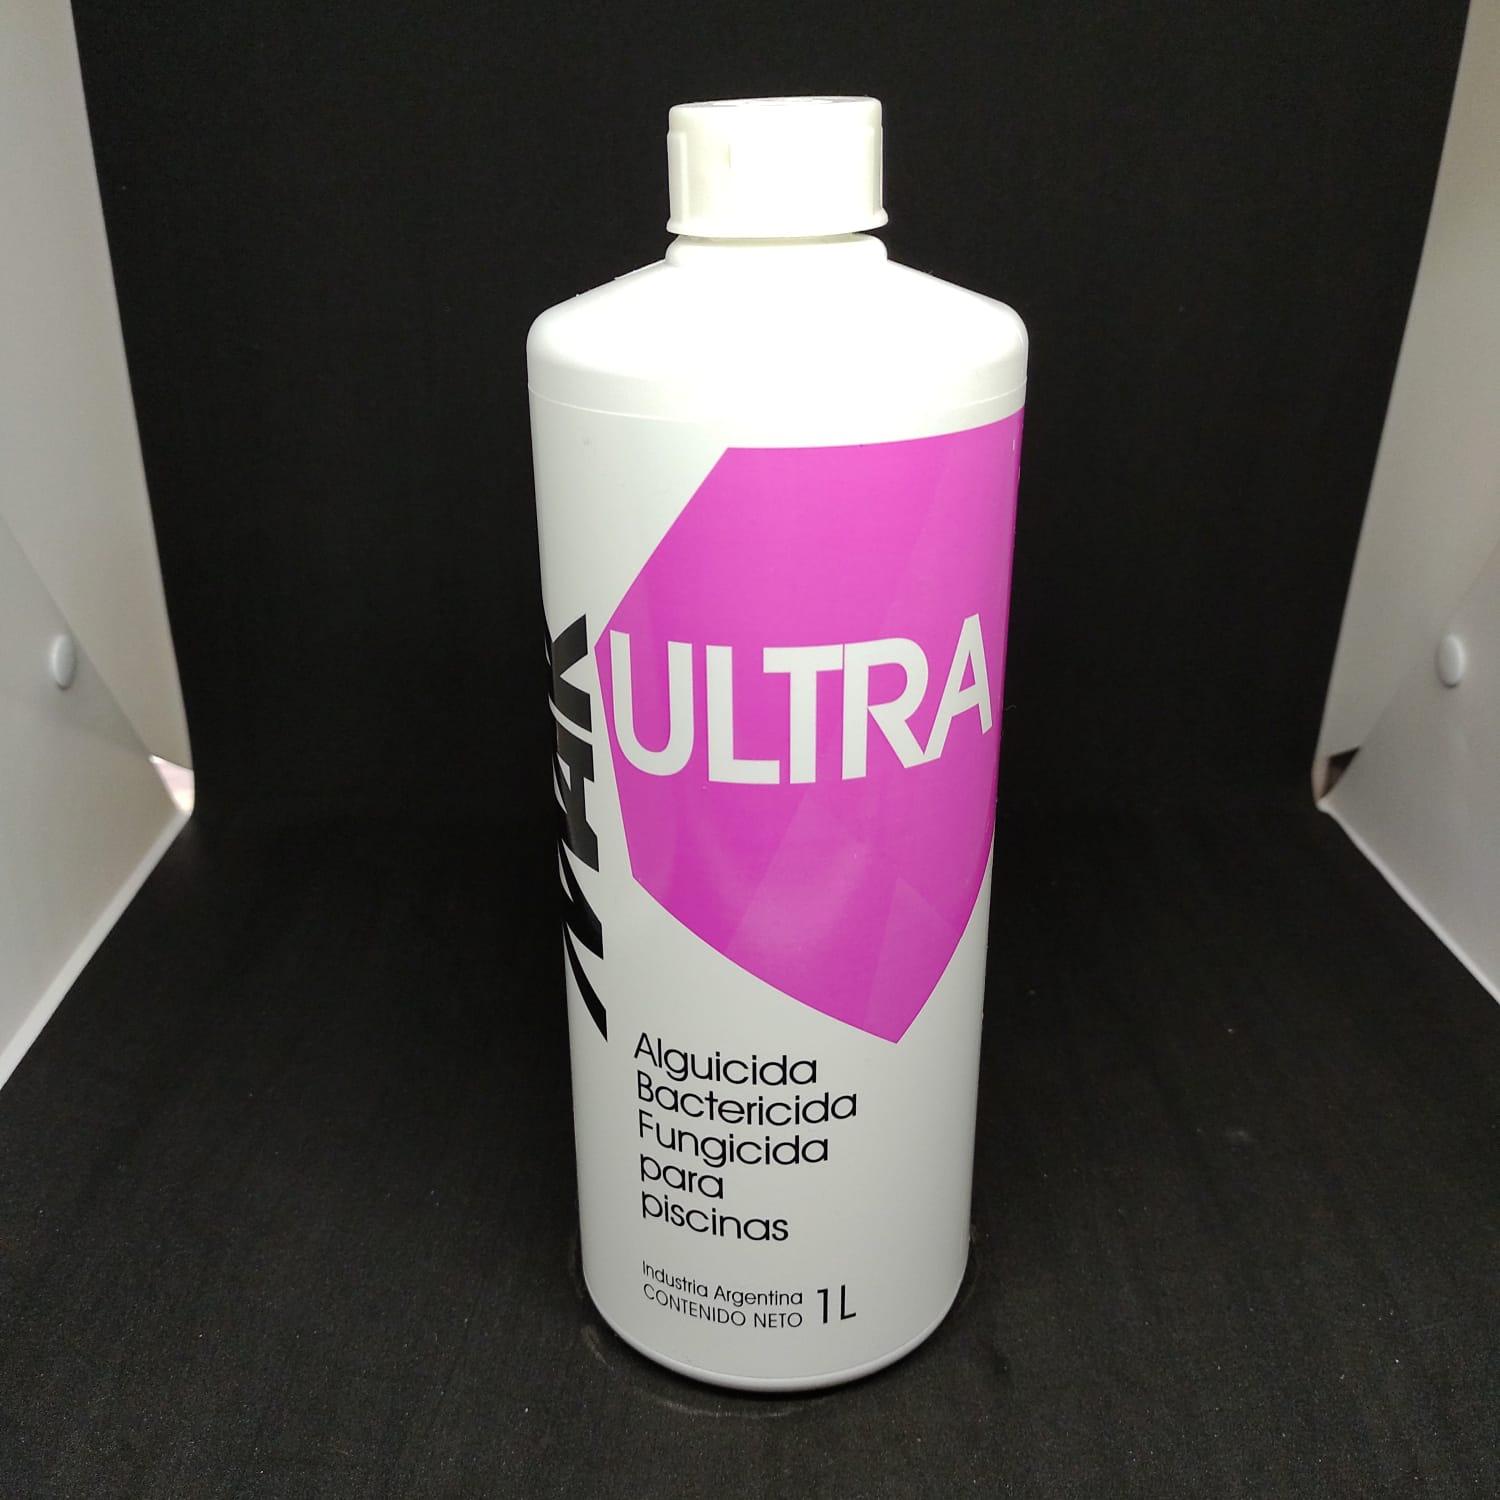 ULTRA
Alguicida
Bactericida
Fungicida
para
piscinas
Industria Argentina
CONTENIDO NETO 1L